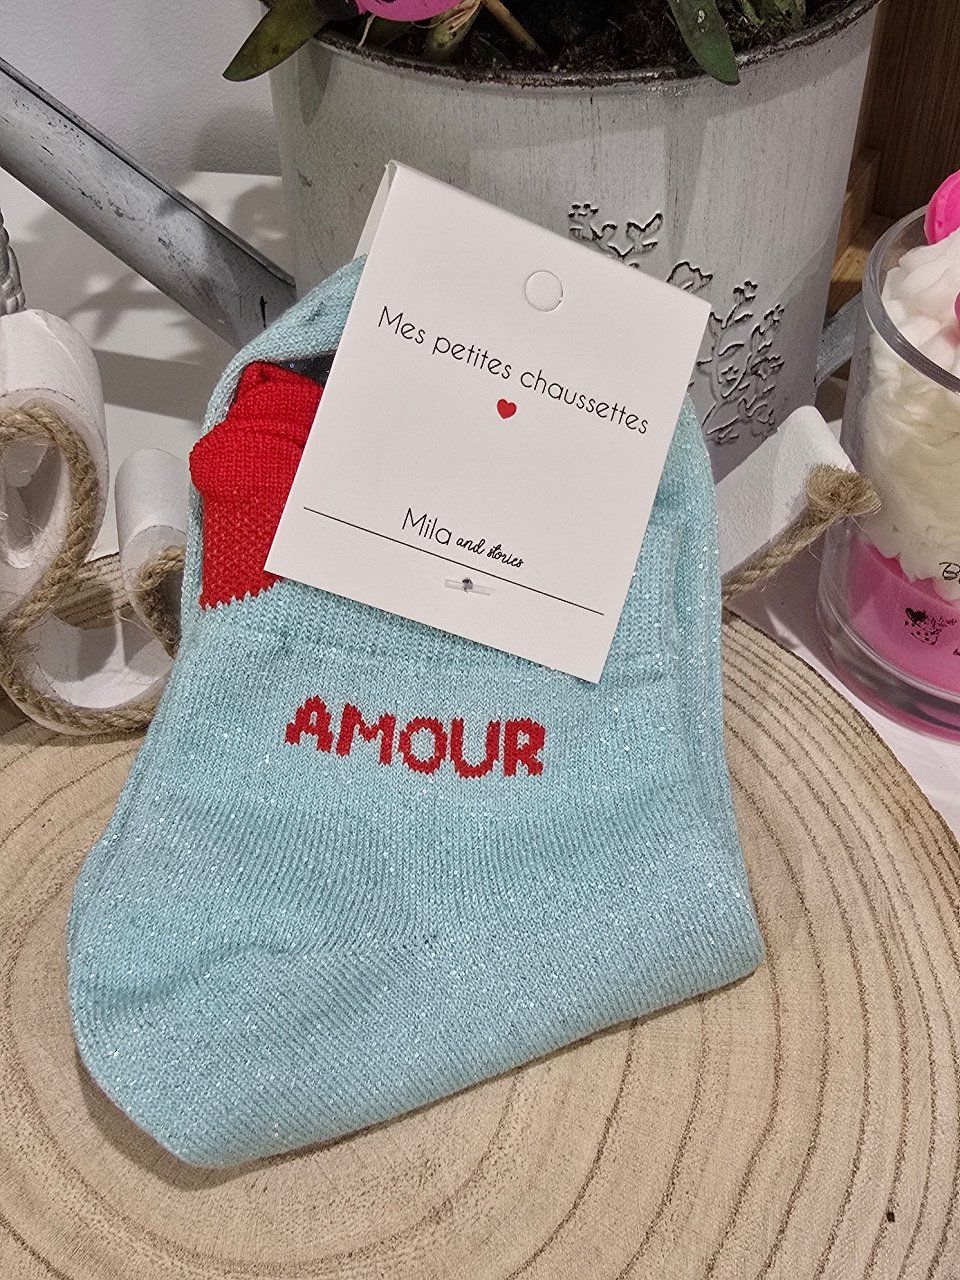 Mes petites chaussettes
Mila and stories
AMOUR